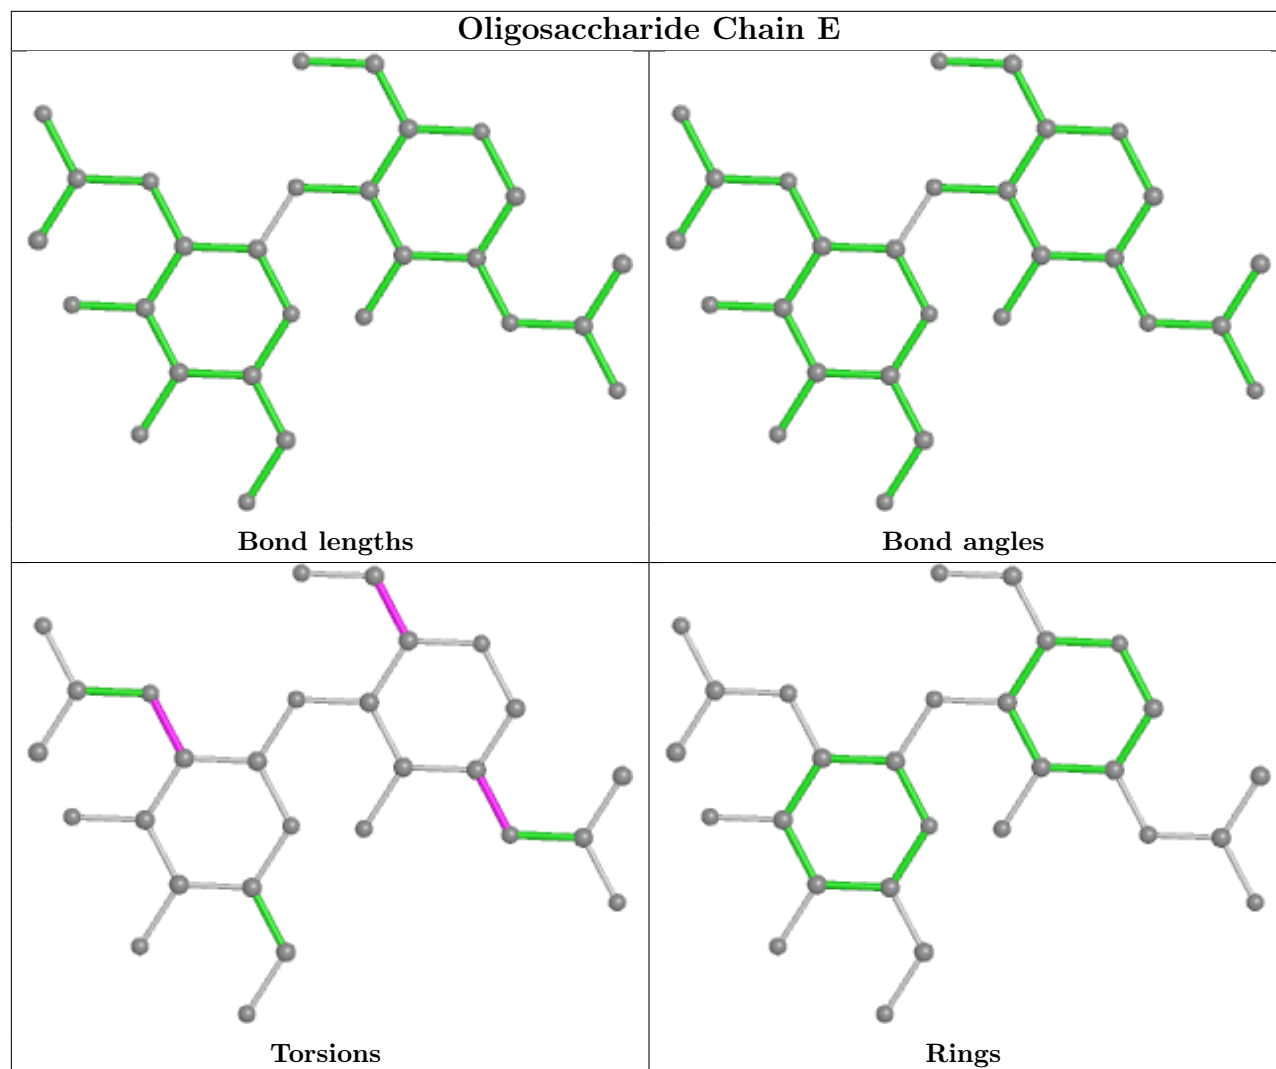 Oligosaccharide Chain E
Bond lengths
Bond angles
Torsions
Rings